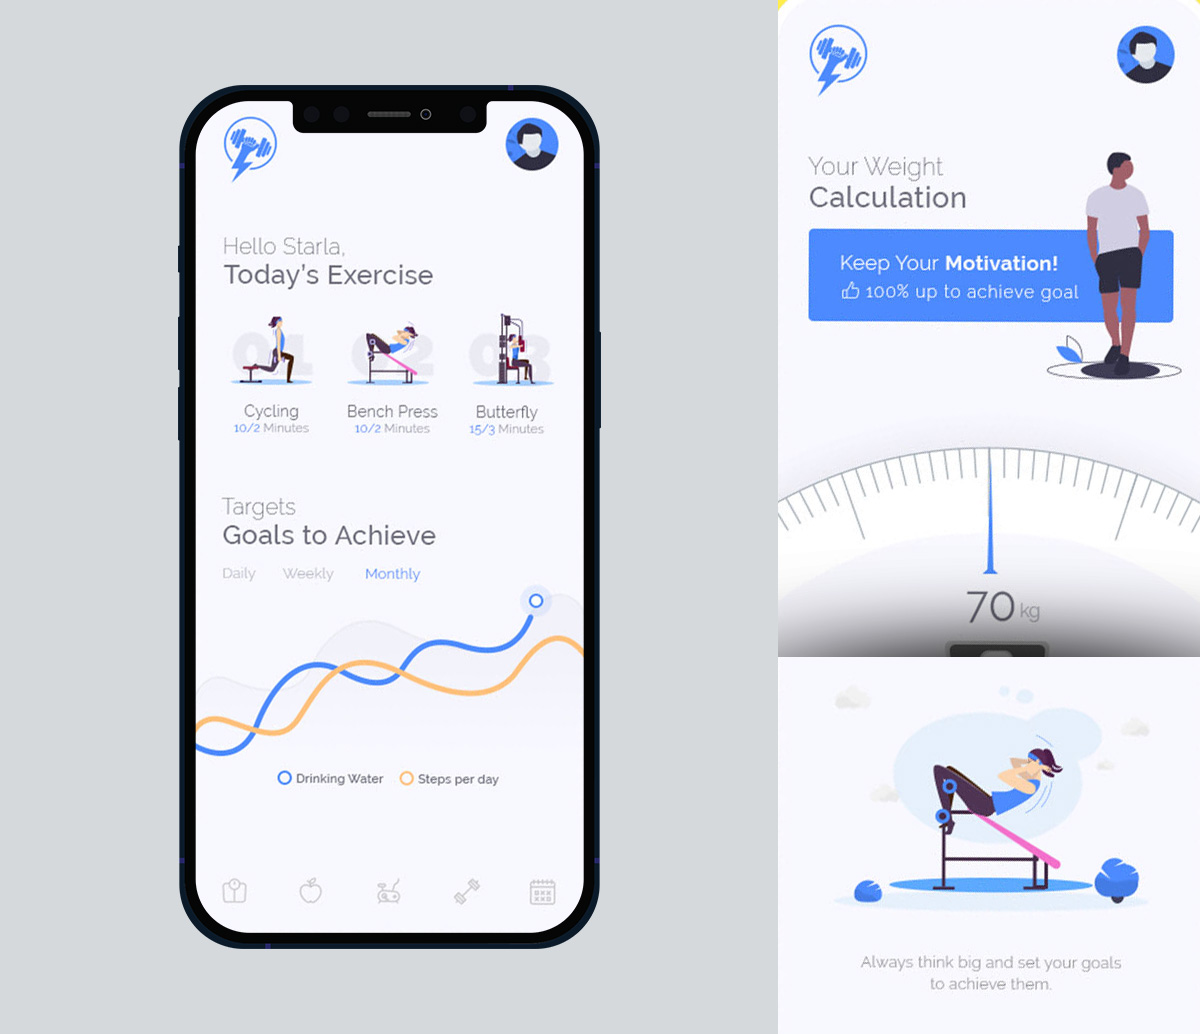 Hello Starla,
Today's Exercise
01
02
03
Cycling
10/2 Minutes
Bench Press
10/2 Minutes
Butterfly
15/3 Minutes
Targets
Goals to Achieve
Daily Weekly Monthly
Drinking Water Steps per day
Your Weight
Calculation
Keep Your Motivation!
100% up to achieve goal
70 kg
Always think big and set your goals
to achieve them.